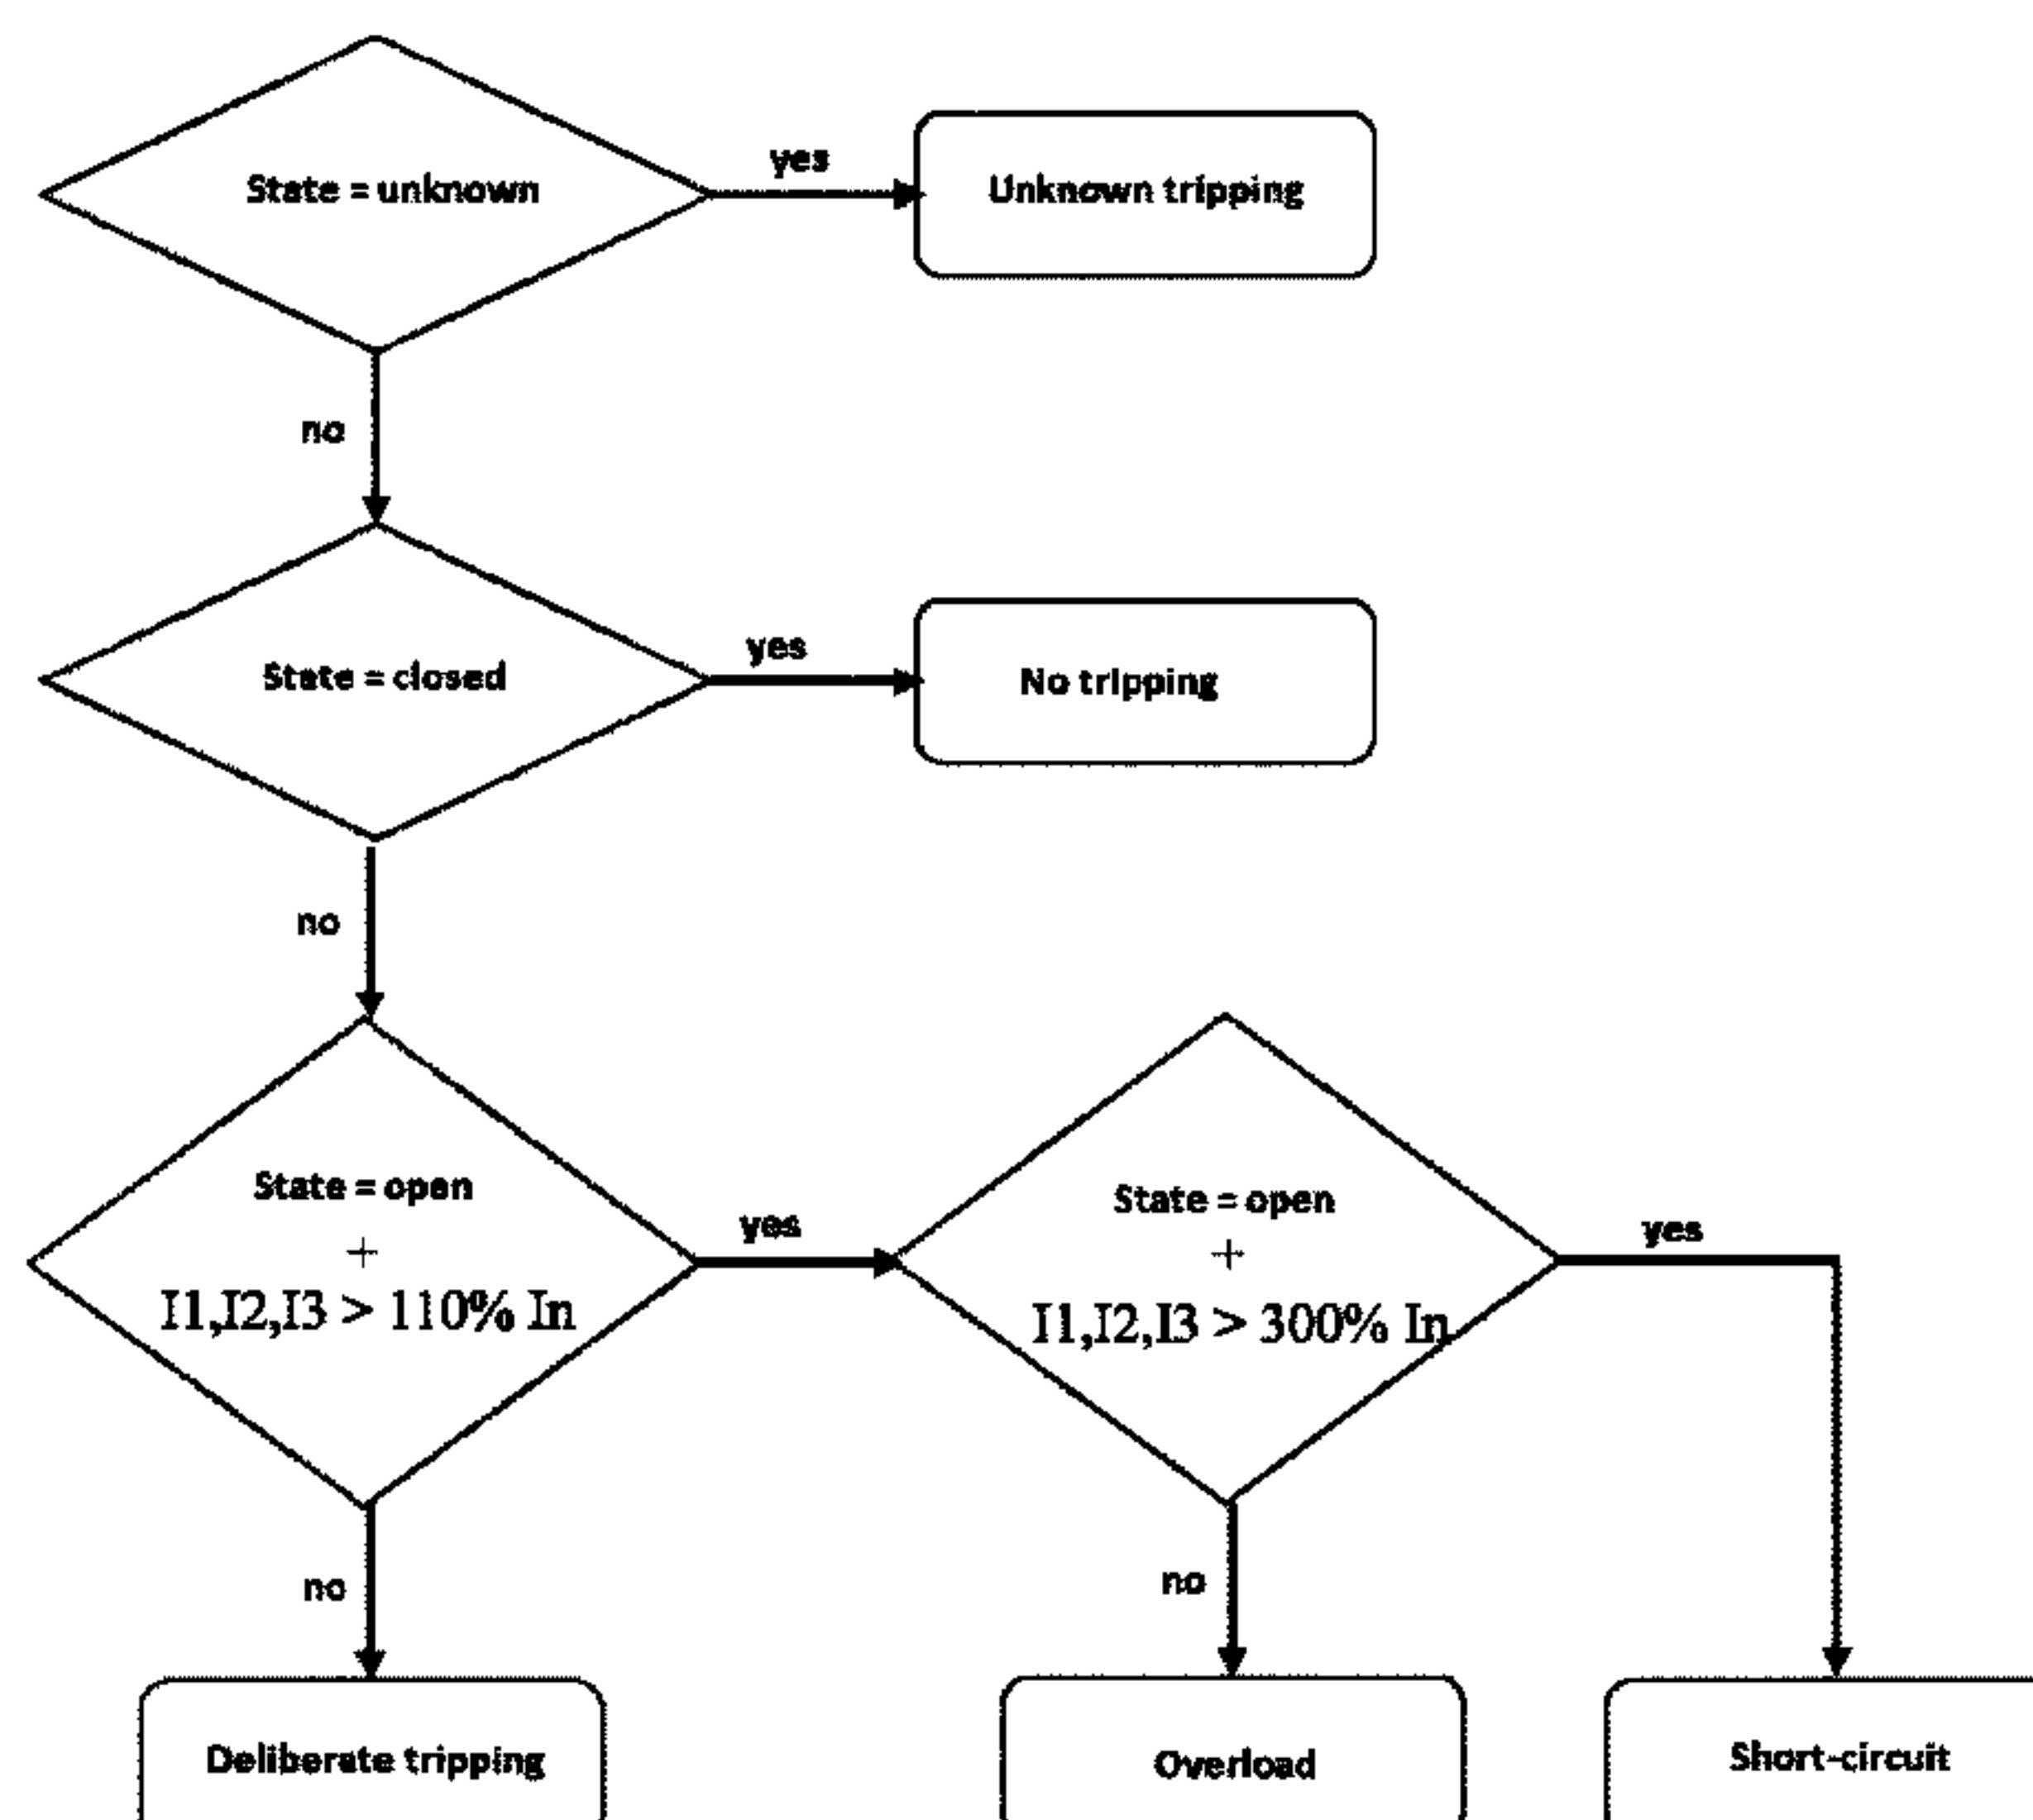 State = unknown
yes
Unknown tripping
no
State = closed
yes
No tripping
no
State = open
+
I1,I2,I3 > 110% In
yes
State = open
+
I1,I2,I3 > 300% In
yes
no
no
Deliberate tripping
Overload
Short-circuit